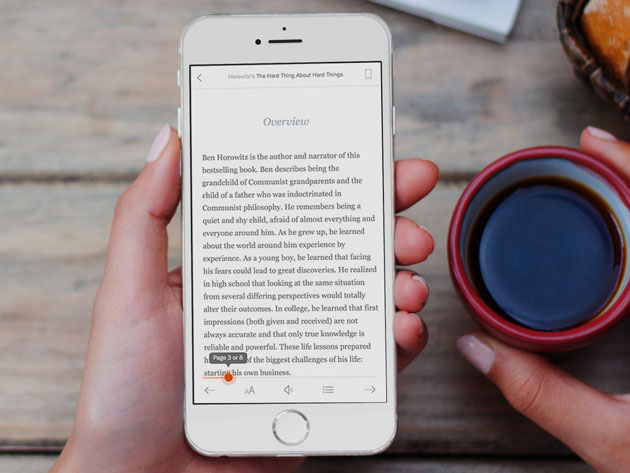 Horowitz's The Hard Thing About Hard Things
Overview
Ben Horowitz is the author and narrator of this
bestselling book. Ben describes being the
grandchild of Communist grandparents and the
child of a father who was indoctrinated in
Communist philosophy. He remembers being a
quiet and shy child, afraid of almost everything and
everyone around him. As he grew up, he learned
about the world around him experience by
experience. As a young boy, he learned that facing
his fears could lead to great discoveries. He realized
in high school that looking at the same situation
from several differing perspectives would totally
alter their outcomes. In college, he learned that first
impressions (both given and received) are not
always accurate and that only true knowledge is
reliable and powerful. These life lessons prepared
of the biggest challenges of his life:
Page 3 or 8
starting his own business.
AA